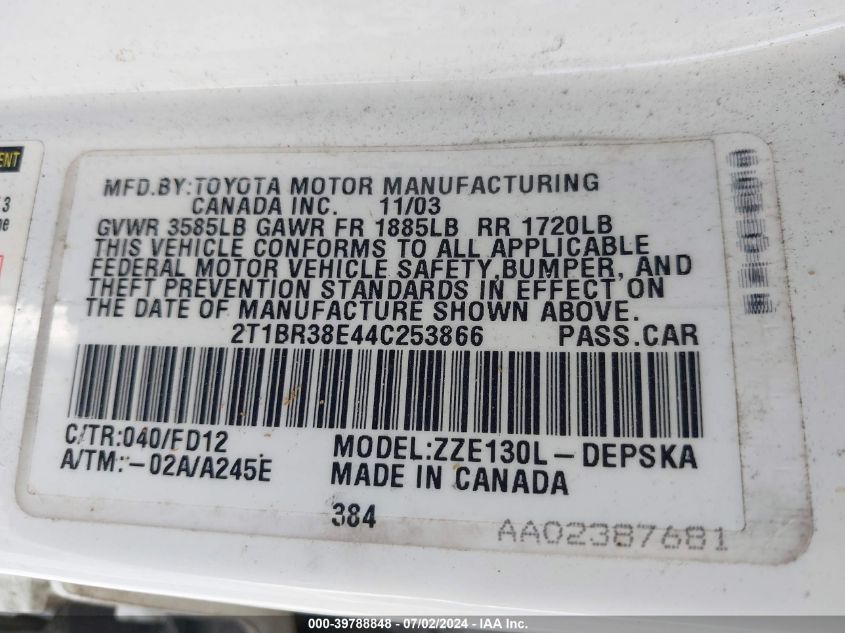 ENT
3
ne
MFD.BY:TOYOTA MOTOR MANUFACTURING
CANADA INC. 11/03
GVWR 3585LB GAWR FR 1885LB RR 1720LB
THIS VEHICLE CONFORMS TO ALL APPLICABLE
FEDERAL MOTOR VEHICLE SAFETY,BUMPER, AND
THEFT PREVENTION STANDARDS IN EFFECT ON
THE DATE OF MANUFACTURE SHOWN ABOVE.
2T1BR38E44C253866 PASS.CAR
C/TR:040/FD12 MODEL:ZZE130L-DEPSKA
A/TM:-02A/A245E MADE IN CANADA
384
AA02387681
000-39788848 - 07/02/2024 - IAA Inc.